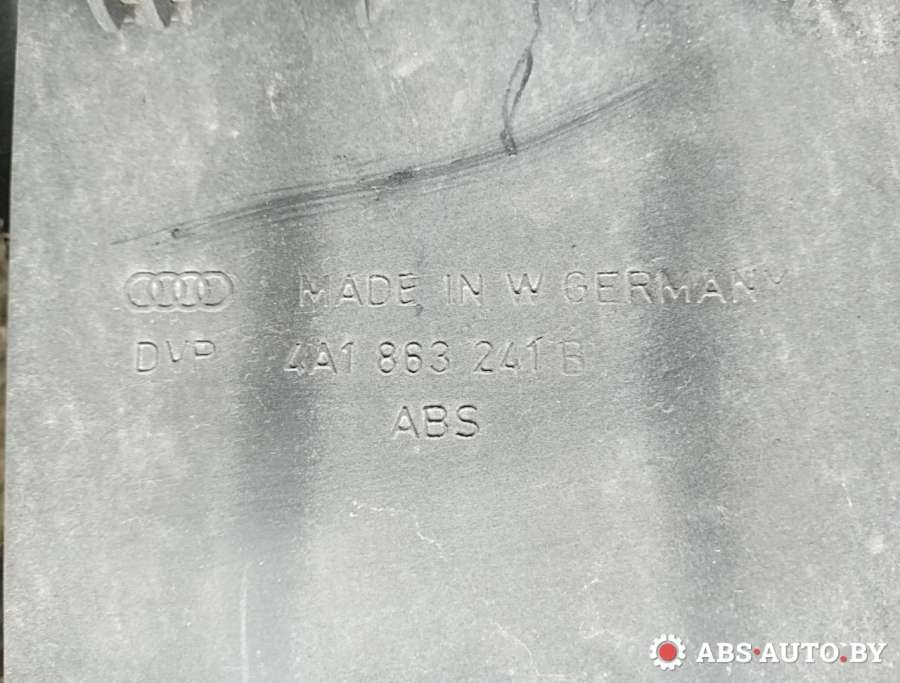 MADE IN W GERMANY
DVP 4A1 863 241 B
ABS
ABS-AUTO.BY